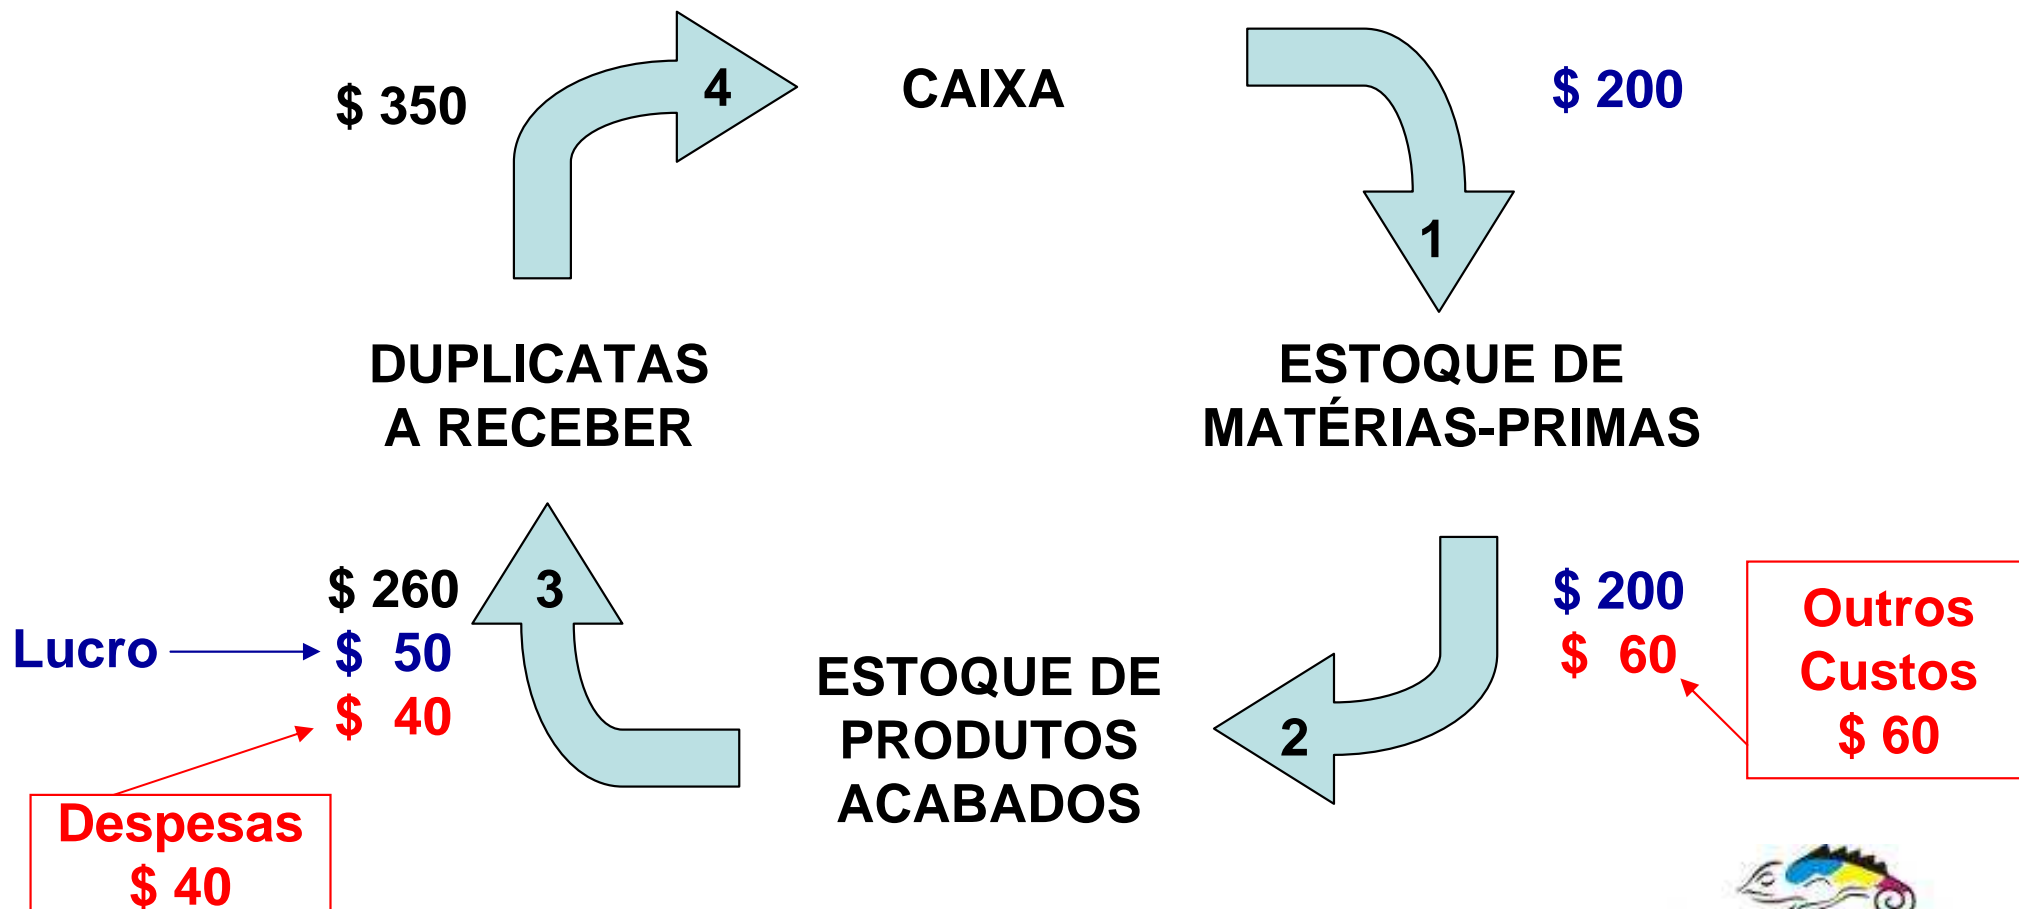 $ 350
4
CAIXA
$ 200
1
DUPLICATAS
A RECEBER
ESTOQUE DE
MATÉRIAS-PRIMAS
$ 260
Lucro
$ 50
$ 40
3
Despesas
$ 40
ESTOQUE DE
PRODUTOS
ACABADOS
2
$ 200
$ 60
Outros
Custos
$ 60